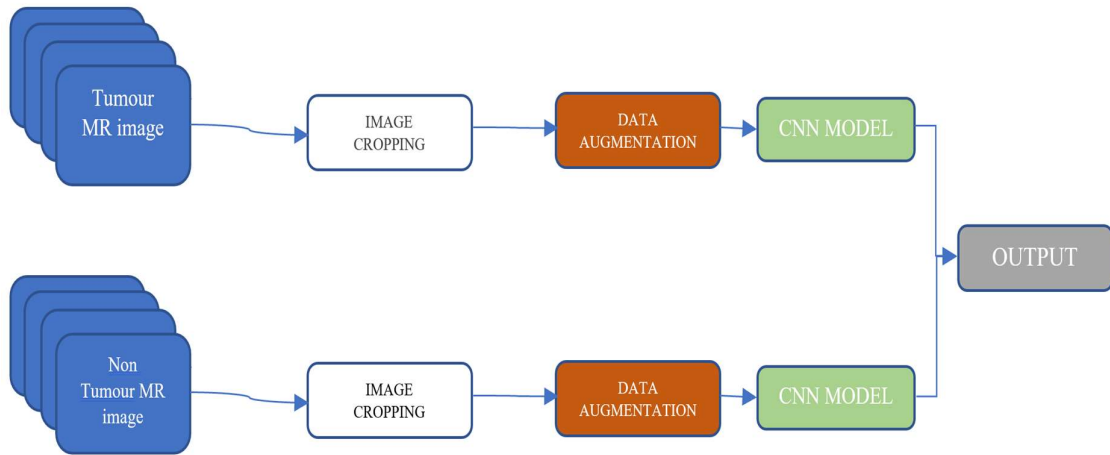 Tumour
MR image
IMAGE
CROPPING
DATA
AUGMENTATION
CNN MODEL
OUTPUT
Non
Tumour MR
image
IMAGE
CROPPING
DATA
AUGMENTATION
CNN MODEL